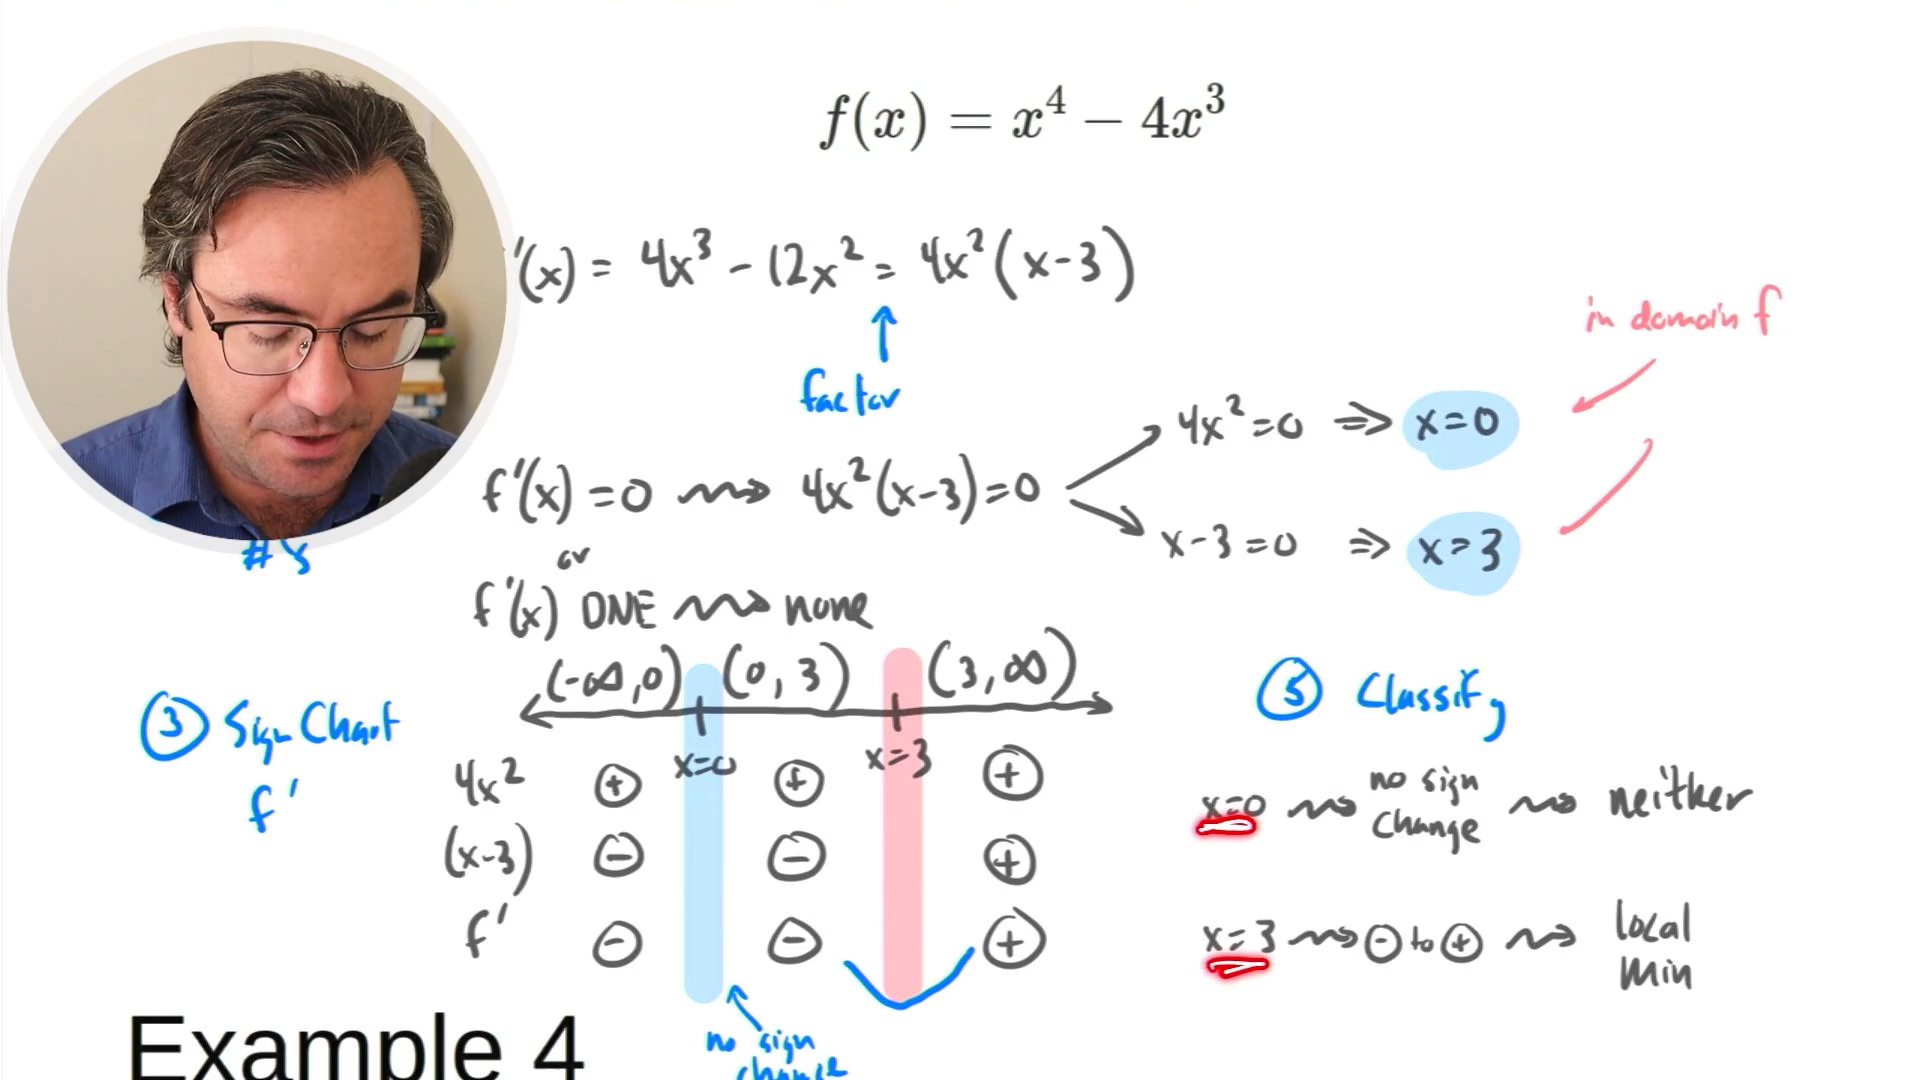 f(x) = x⁴ − 4x³
'(x) = 4x³ - 12x² = 4x²(x-3)
factor
in domain f
4x²=0 ⇒ x=0
f'(x)=0 ⇝ 4x²(x-3)=0
x-3=0 ⇒ x=3
or
f'(x) DNE ⇝ none
(-∞,0) (0,3) (3,∞)
x=0 x=3
③ Sign Chart
f'
4x² + + +
(x-3) - - +
f' - - +
no sign
change
⑤ Classify
x=0 ⇝ no sign change ⇝ neither
x=3 ⇝ - to + ⇝ local min
Example 4